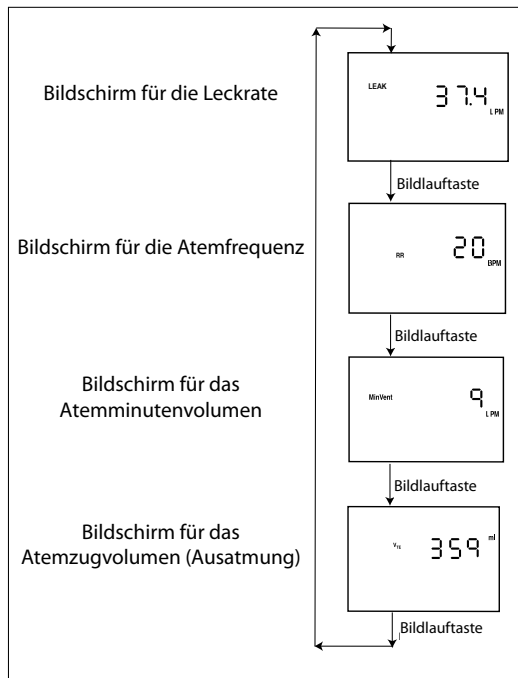 Bildschirm für die Leckrate
LEAK 37.4
LPM
Bildlauftaste
Bildschirm für die Atemfrequenz
RR 20
BPM
Bildlauftaste
Bildschirm für das
Atemminutenvolumen
MinVent 9
LPM
Bildlauftaste
Bildschirm für das
Atemzugvolumen (Ausatmung)
VTE 359 ml
Bildlauftaste